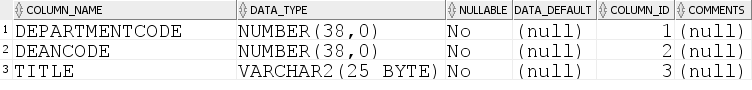 COLUMN_NAME DATA_TYPE NULLABLE DATA_DEFAULT COLUMN_ID COMMENTS
1 DEPARTMENTCODE NUMBER(38,0) No (null) 1 (null)
2 DEANCODE NUMBER(38,0) No (null) 2 (null)
3 TITLE VARCHAR2(25 BYTE) No (null) 3 (null)